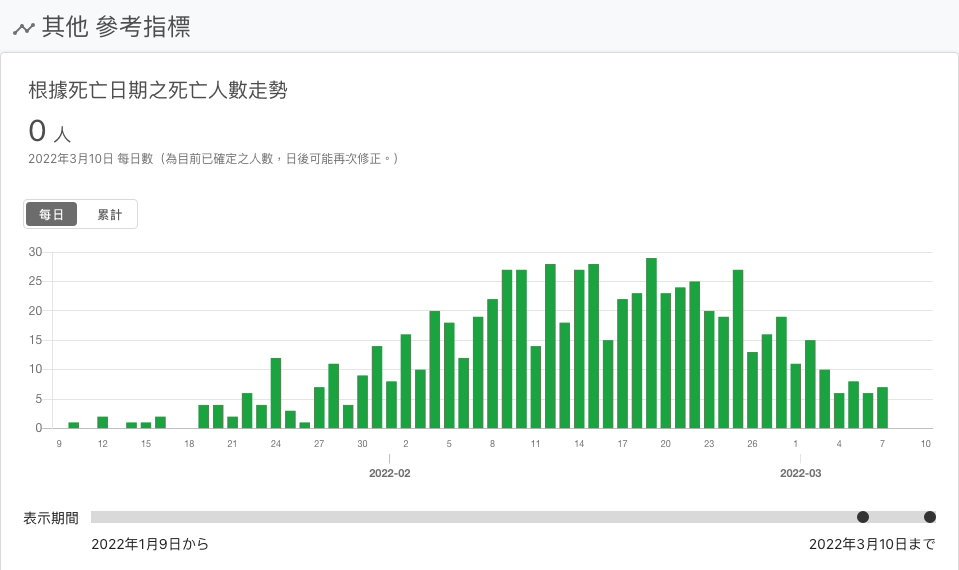 其他 參考指標
根據死亡日期之死亡人數走勢
0 人
2022年3月10日 每日數（為目前已確定之人數，日後可能再次修正。）
每日 累計
30
25
20
15
10
5
0
9 12 15 18 21 24 27 30 2 5 8 11 14 17 20 23 26 1 4 7 10
2022-02 2022-03
表示期間
2022年1月9日から 2022年3月10日まで